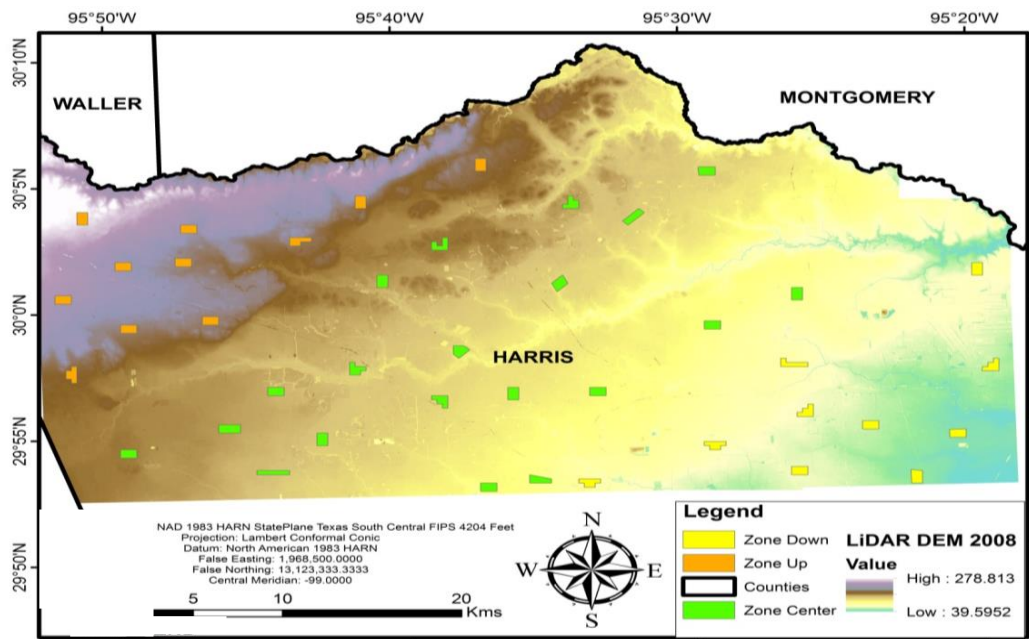 95°50'W 95°40'W 95°30'W 95°20'W
30°10'N
WALLER
MONTGOMERY
30°5'N
30°0'N
HARRIS
29°55'N
29°50'N
NAD 1983 HARN StatePlane Texas South Central FIPS 4204 Feet
Projection: Lambert Conformal Conic
Datum: North American 1983 HARN
False Easting: 1,968,500.0000
False Northing: 13,123,333.3333
Central Meridian: -99.0000
5 10 20
Kms
N
W E
S
Legend
Zone Down
Zone Up
Counties
Zone Center
LiDAR DEM 2008
Value
High : 278.813
Low : 39.5952